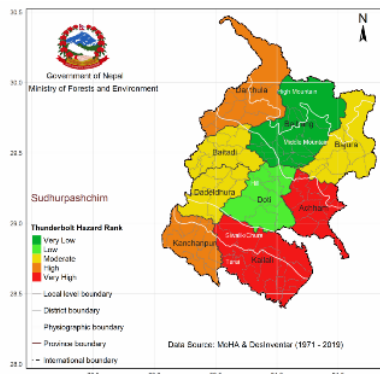 N
30.5
30.0
29.5
29.0
28.5
28.0
Government of Nepal
Ministry of Forests and Environment
High Mountain
Darchula
Bajhang
Middle Mountain
Bajura
Baitadi
Dadeldhura
Hill
Doti
Achham
Kanchanpur
Siwalik/Chure
Terai
Kailali
Sudhurpashchim
Thunderbolt Hazard Rank
Very Low
Low
Moderate
High
Very High
Local level boundary
District boundary
Physiographic boundary
Province boundary
International boundary
Data Source: MoHA & DesInventar (1971 - 2019)